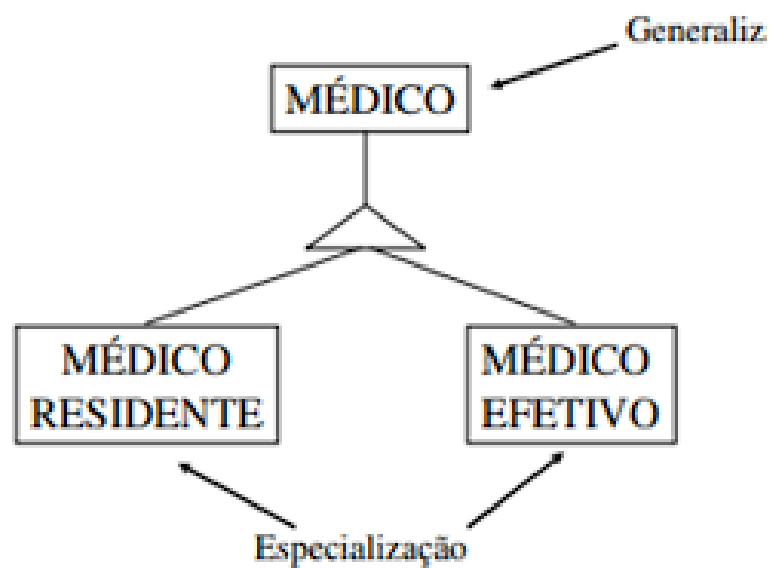 Generaliz
MÉDICO
MÉDICO
RESIDENTE
MÉDICO
EFETIVO
Especialização